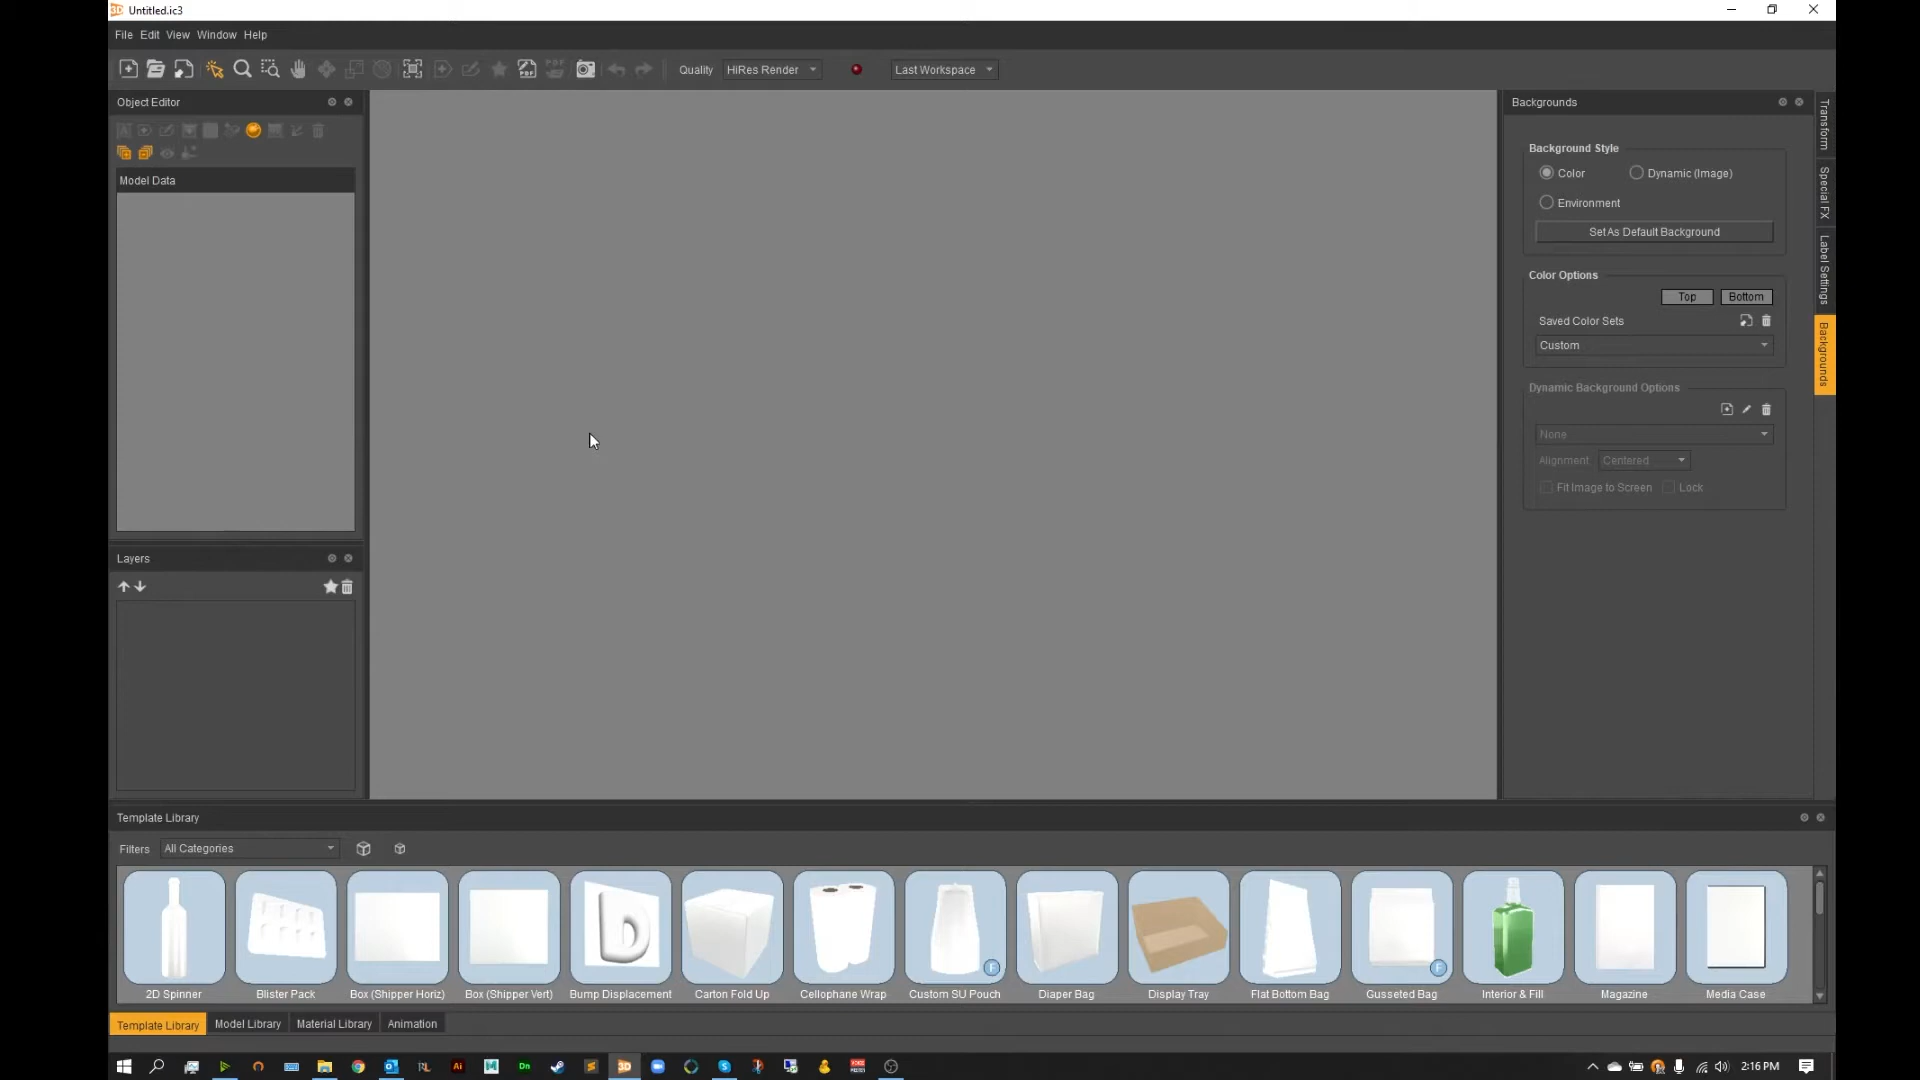 Untitled.ic3
File Edit View Window Help
Quality HiRes Render Last Workspace
Object Editor
Model Data
Layers
Backgrounds
Background Style
Color Dynamic (Image)
Environment
Set As Default Background
Color Options
Top Bottom
Saved Color Sets
Custom
Dynamic Background Options
None
Alignment Centered
Fit Image to Screen Lock
Transform
Special FX
Label Settings
Backgrounds
Template Library
Filters All Categories
2D Spinner Blister Pack Box (Shipper Horiz) Box (Shipper Vert) Bump Displacement Carton Fold Up Cellophane Wrap Custom SU Pouch Diaper Bag Display Tray Flat Bottom Bag Gusseted Bag Interior & Fill Magazine Media Case
Template Library Model Library Material Library Animation
2:16 PM